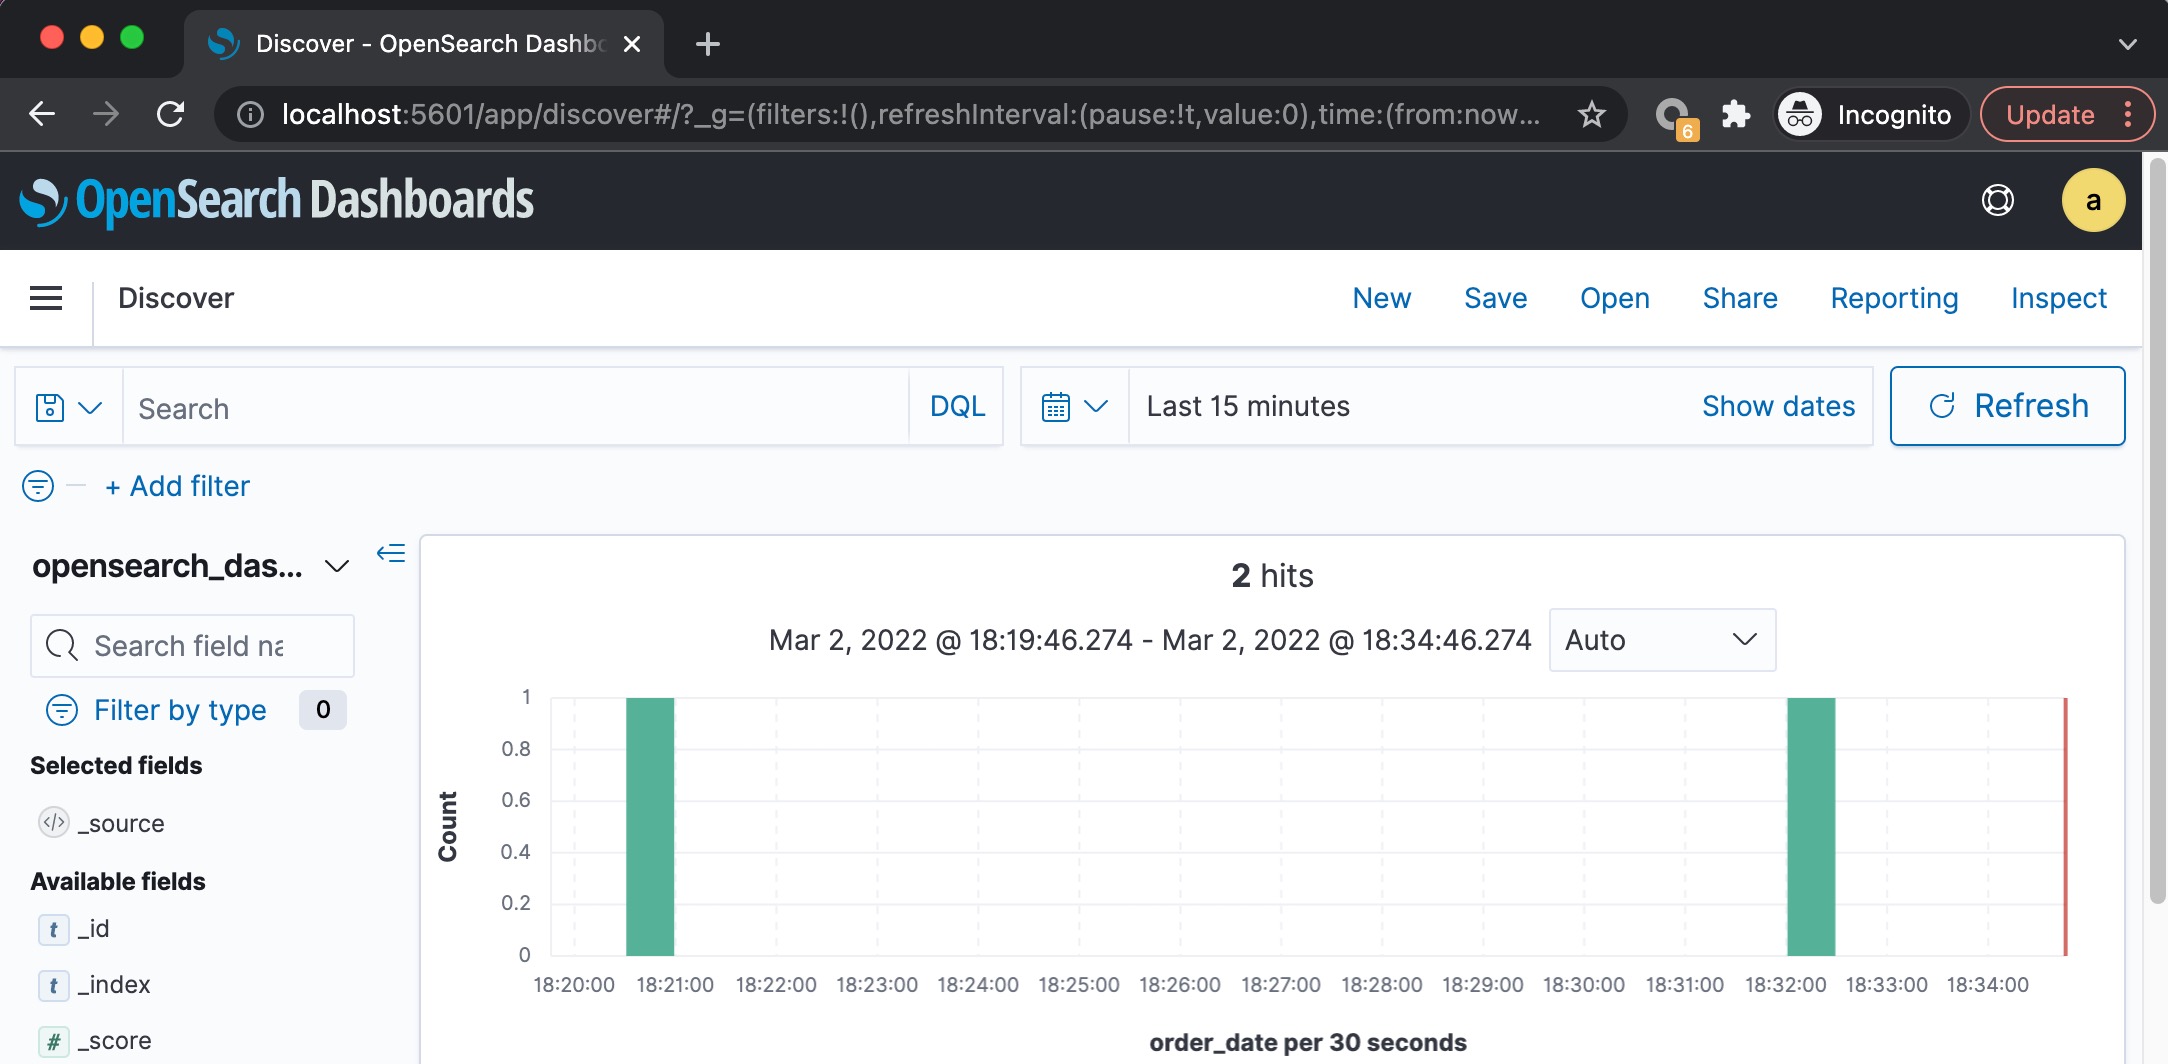 Discover - OpenSearch Dashbo
localhost:5601/app/discover#/?_g=(filters:!(),refreshInterval:(pause:!t,value:0),time:(from:now...
6
Incognito
Update
OpenSearch Dashboards
a
Discover
New
Save
Open
Share
Reporting
Inspect
Search
DQL
Last 15 minutes
Show dates
Refresh
+ Add filter
opensearch_das...
Search field na
Filter by type
0
Selected fields
_source
Available fields
t _id
t _index
# _score
2 hits
Mar 2, 2022 @ 18:19:46.274 - Mar 2, 2022 @ 18:34:46.274
Auto
Count
1
0.8
0.6
0.4
0.2
0
18:20:00 18:21:00 18:22:00 18:23:00 18:24:00 18:25:00 18:26:00 18:27:00 18:28:00 18:29:00 18:30:00 18:31:00 18:32:00 18:33:00 18:34:00
order_date per 30 seconds